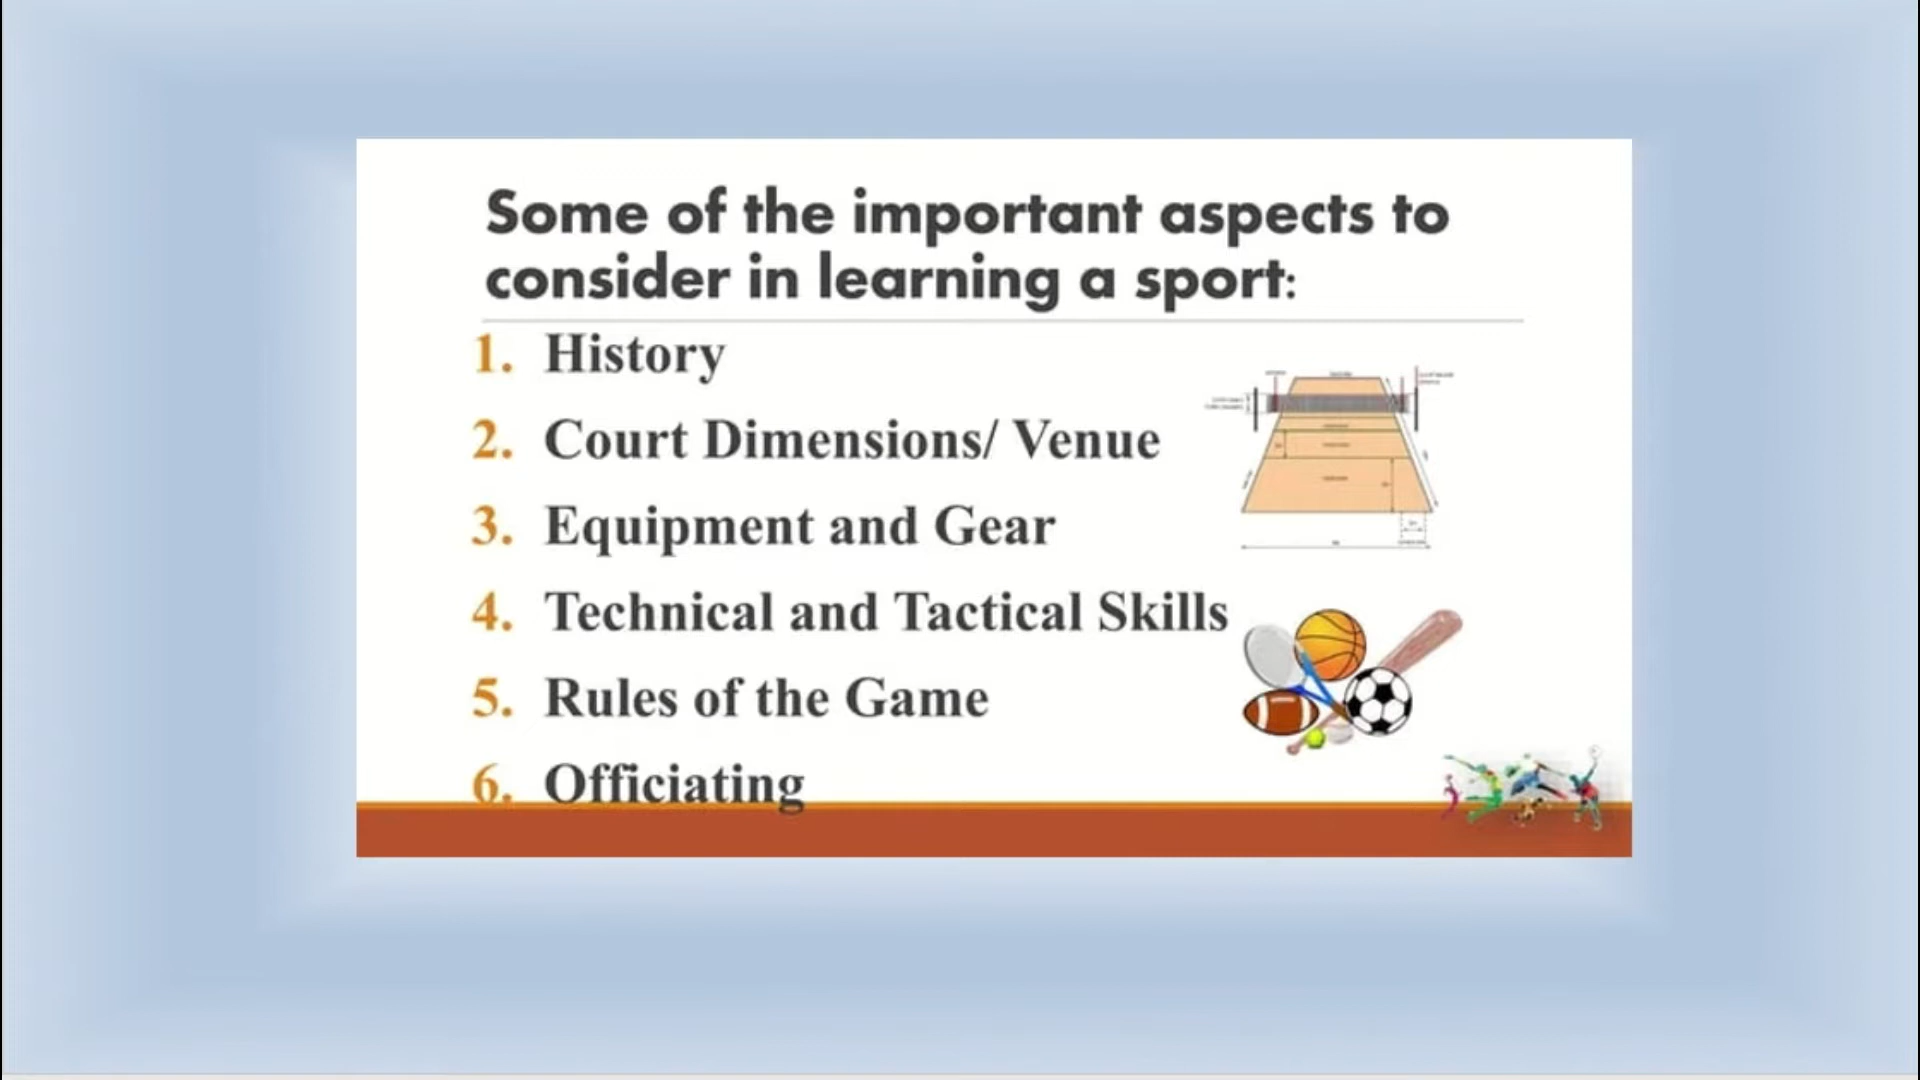 Some of the important aspects to
consider in learning a sport:
1. History
2. Court Dimensions/ Venue
3. Equipment and Gear
4. Technical and Tactical Skills
5. Rules of the Game
6. Officiating